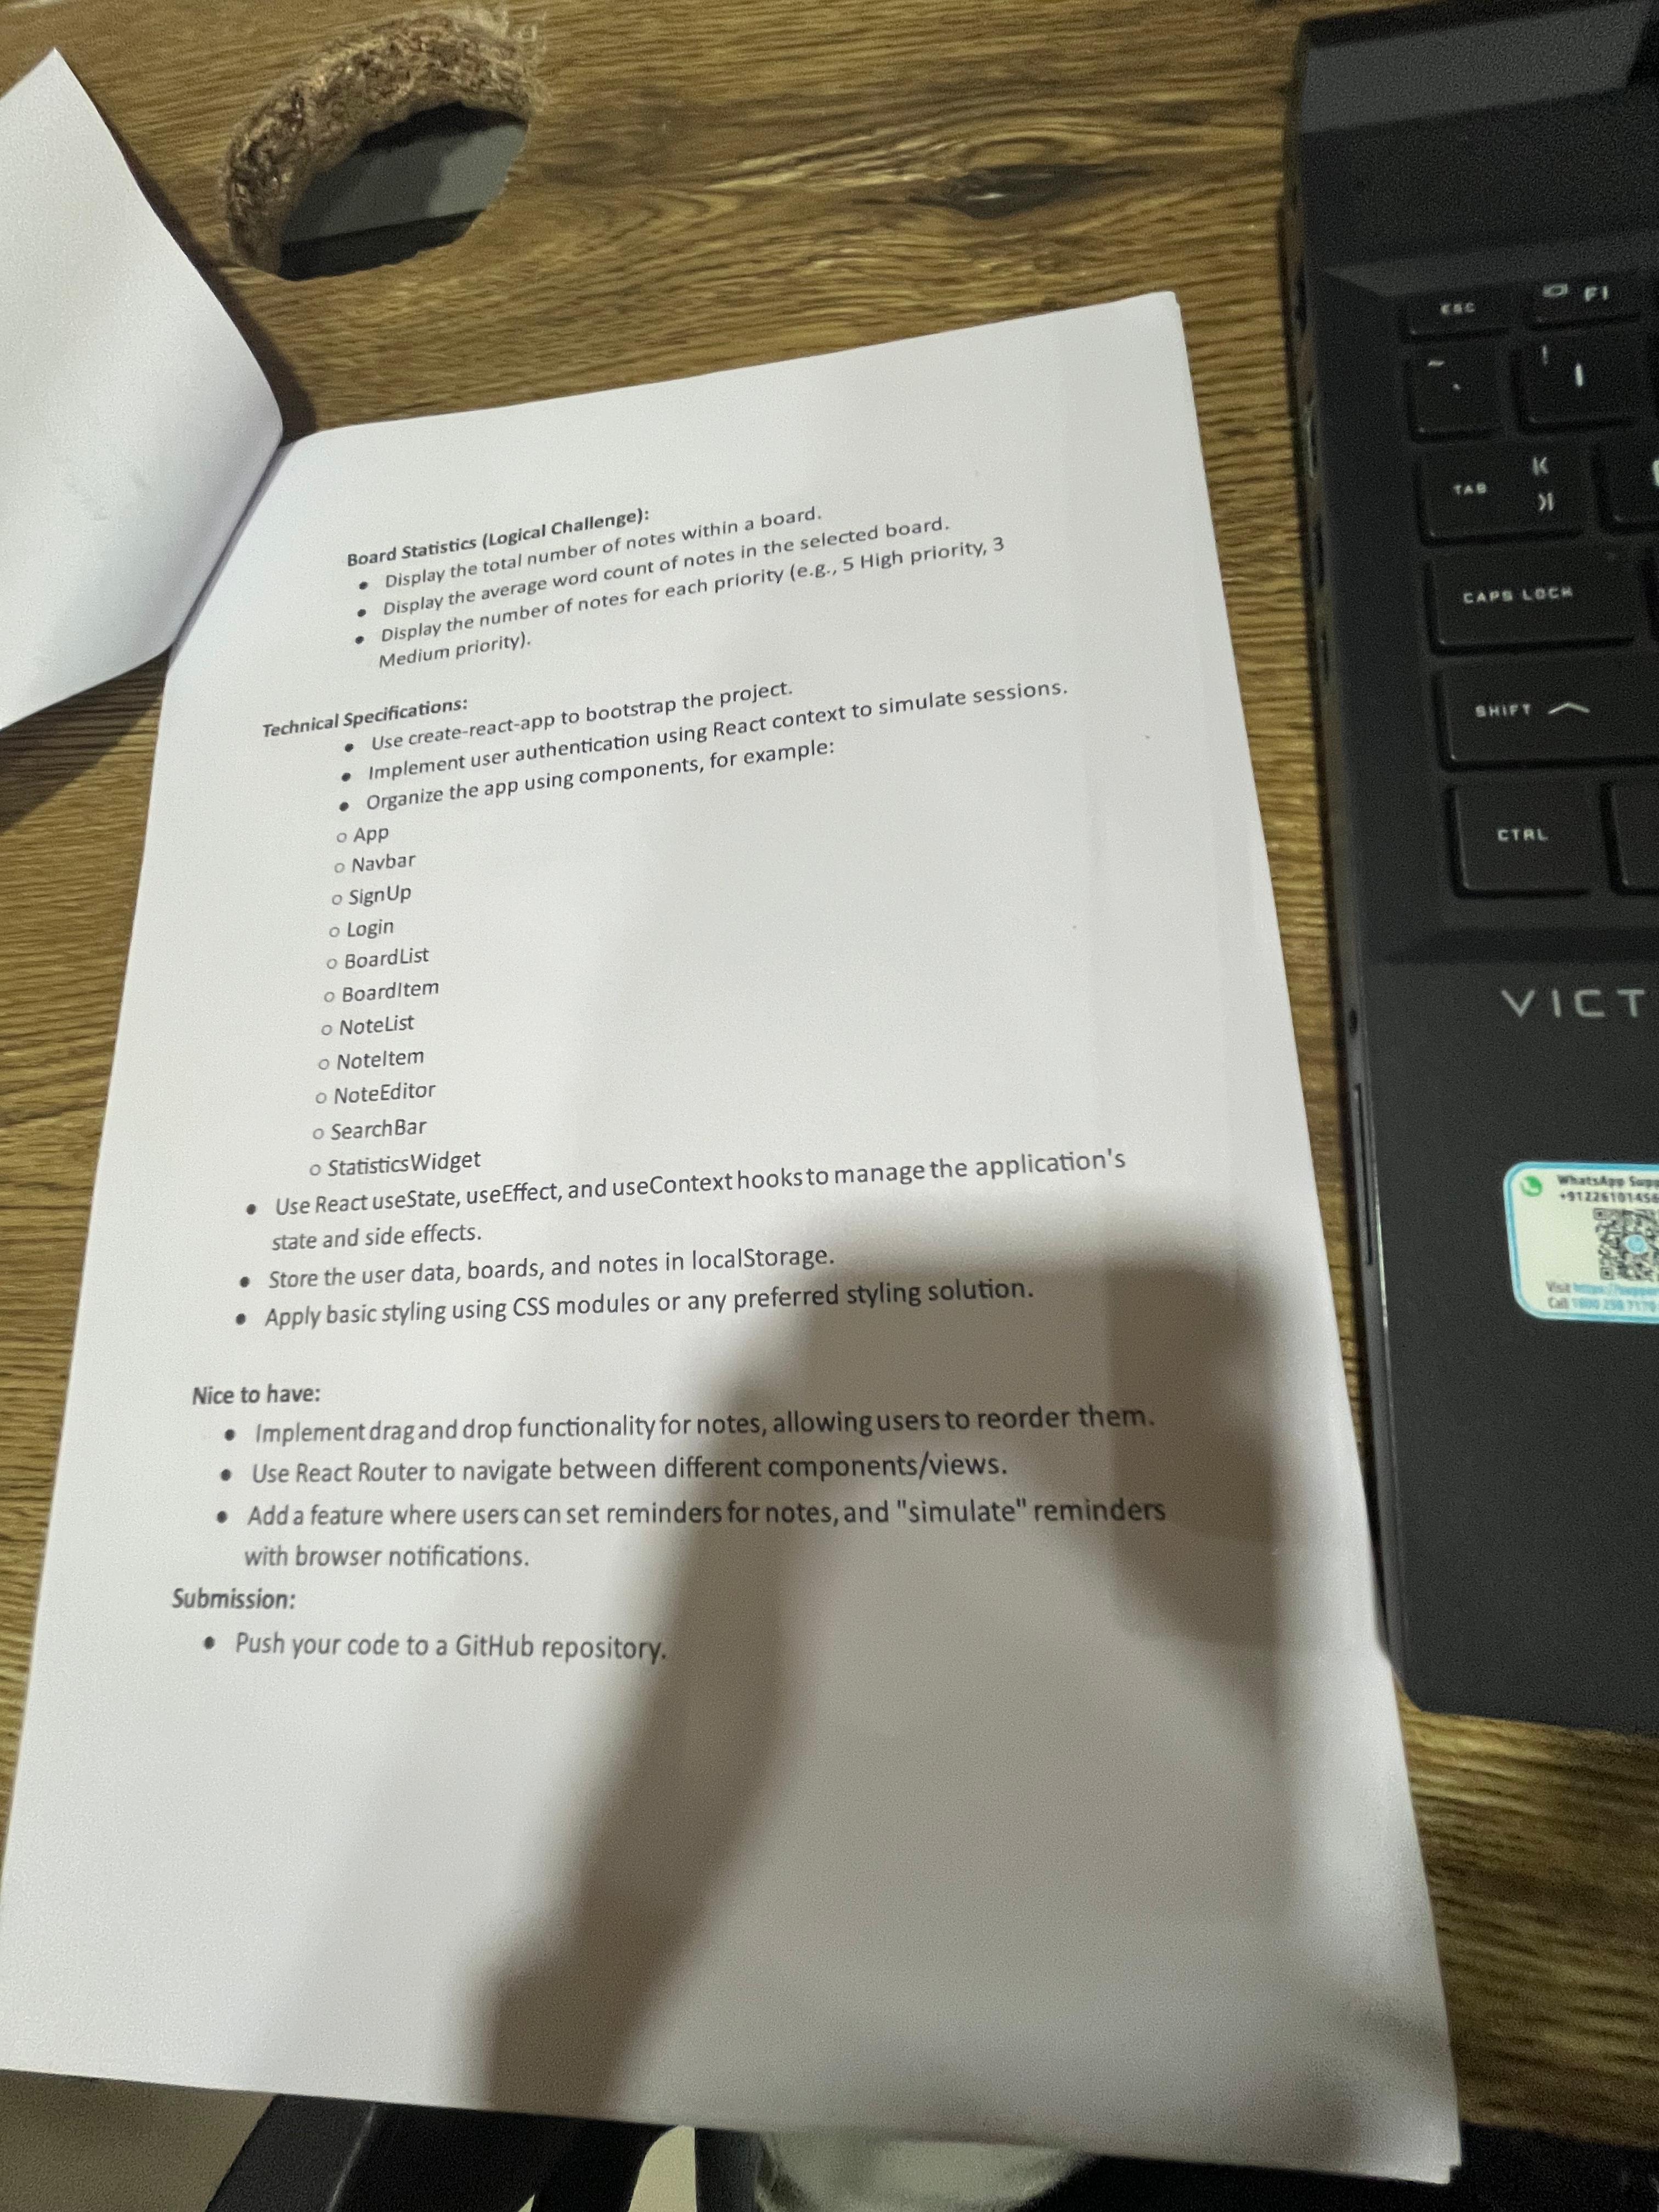 Board Statistics (Logical Challenge):
• Display the total number of notes within a board.
• Display the average word count of notes in the selected board.
• Display the number of notes for each priority (e.g., 5 High priority, 3
Medium priority).
Technical Specifications:
• Use create-react-app to bootstrap the project.
• Implement user authentication using React context to simulate sessions.
• Organize the app using components, for example:
○ App
○ Navbar
○ SignUp
○ Login
○ BoardList
○ BoardItem
○ NoteList
○ NoteItem
○ NoteEditor
○ SearchBar
○ StatisticsWidget
• Use React useState, useEffect, and useContext hooks to manage the application's
state and side effects.
• Store the user data, boards, and notes in localStorage.
• Apply basic styling using CSS modules or any preferred styling solution.
Nice to have:
• Implement drag and drop functionality for notes, allowing users to reorder them.
• Use React Router to navigate between different components/views.
• Add a feature where users can set reminders for notes, and "simulate" reminders
with browser notifications.
Submission:
• Push your code to a GitHub repository.
ESC F1
~ ! 1
TAB
CAPS LOCK
SHIFT
CTRL
VICT
WhatsApp Supp
+9122610145
Visit
Call